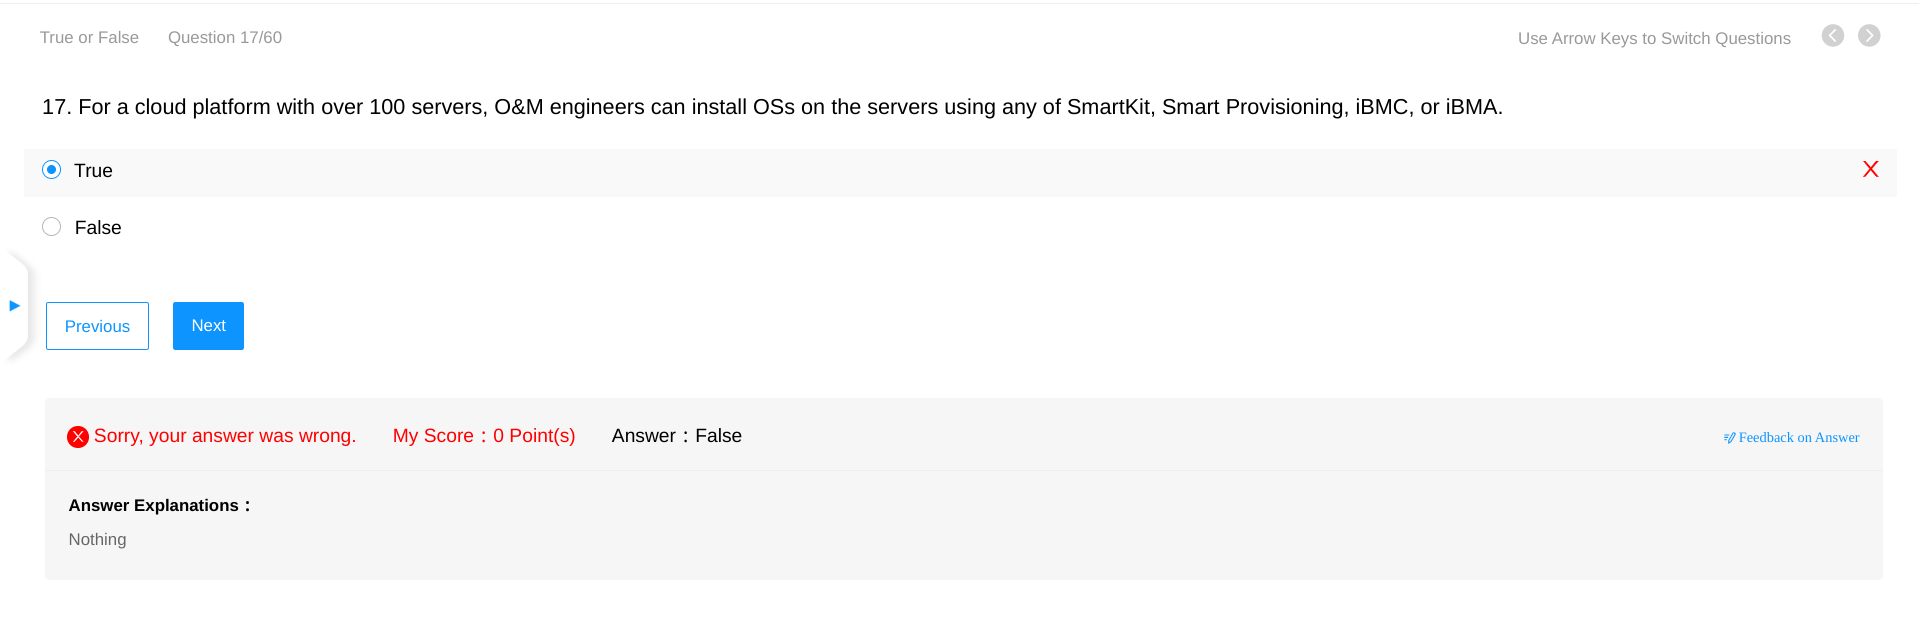 True or False Question 17/60 Use Arrow Keys to Switch Questions
17. For a cloud platform with over 100 servers, O&M engineers can install OSs on the servers using any of SmartKit, Smart Provisioning, iBMC, or iBMA.
True
False
Previous Next
Sorry, your answer was wrong. My Score：0 Point(s) Answer：False Feedback on Answer
Answer Explanations：
Nothing